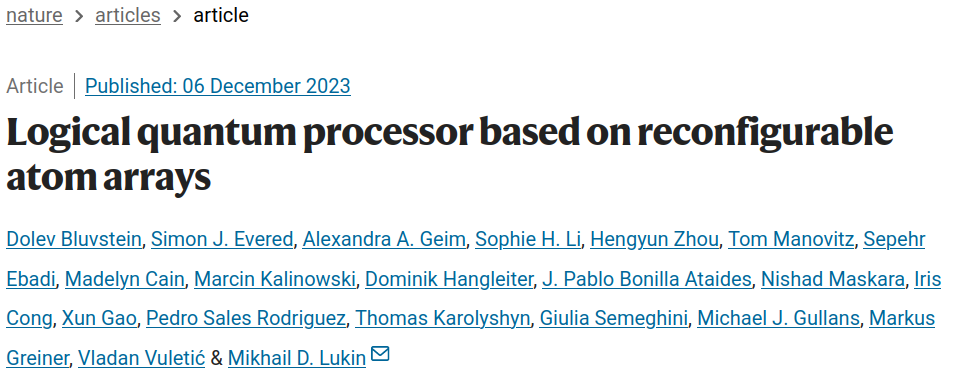 nature > articles > article
Article | Published: 06 December 2023
Logical quantum processor based on reconfigurable
atom arrays
Dolev Bluvstein, Simon J. Evered, Alexandra A. Geim, Sophie H. Li, Hengyun Zhou, Tom Manovitz, Sepehr
Ebadi, Madelyn Cain, Marcin Kalinowski, Dominik Hangleiter, J. Pablo Bonilla Ataides, Nishad Maskara, Iris
Cong, Xun Gao, Pedro Sales Rodriguez, Thomas Karolyshyn, Giulia Semeghini, Michael J. Gullans, Markus
Greiner, Vladan Vuletić & Mikhail D. Lukin